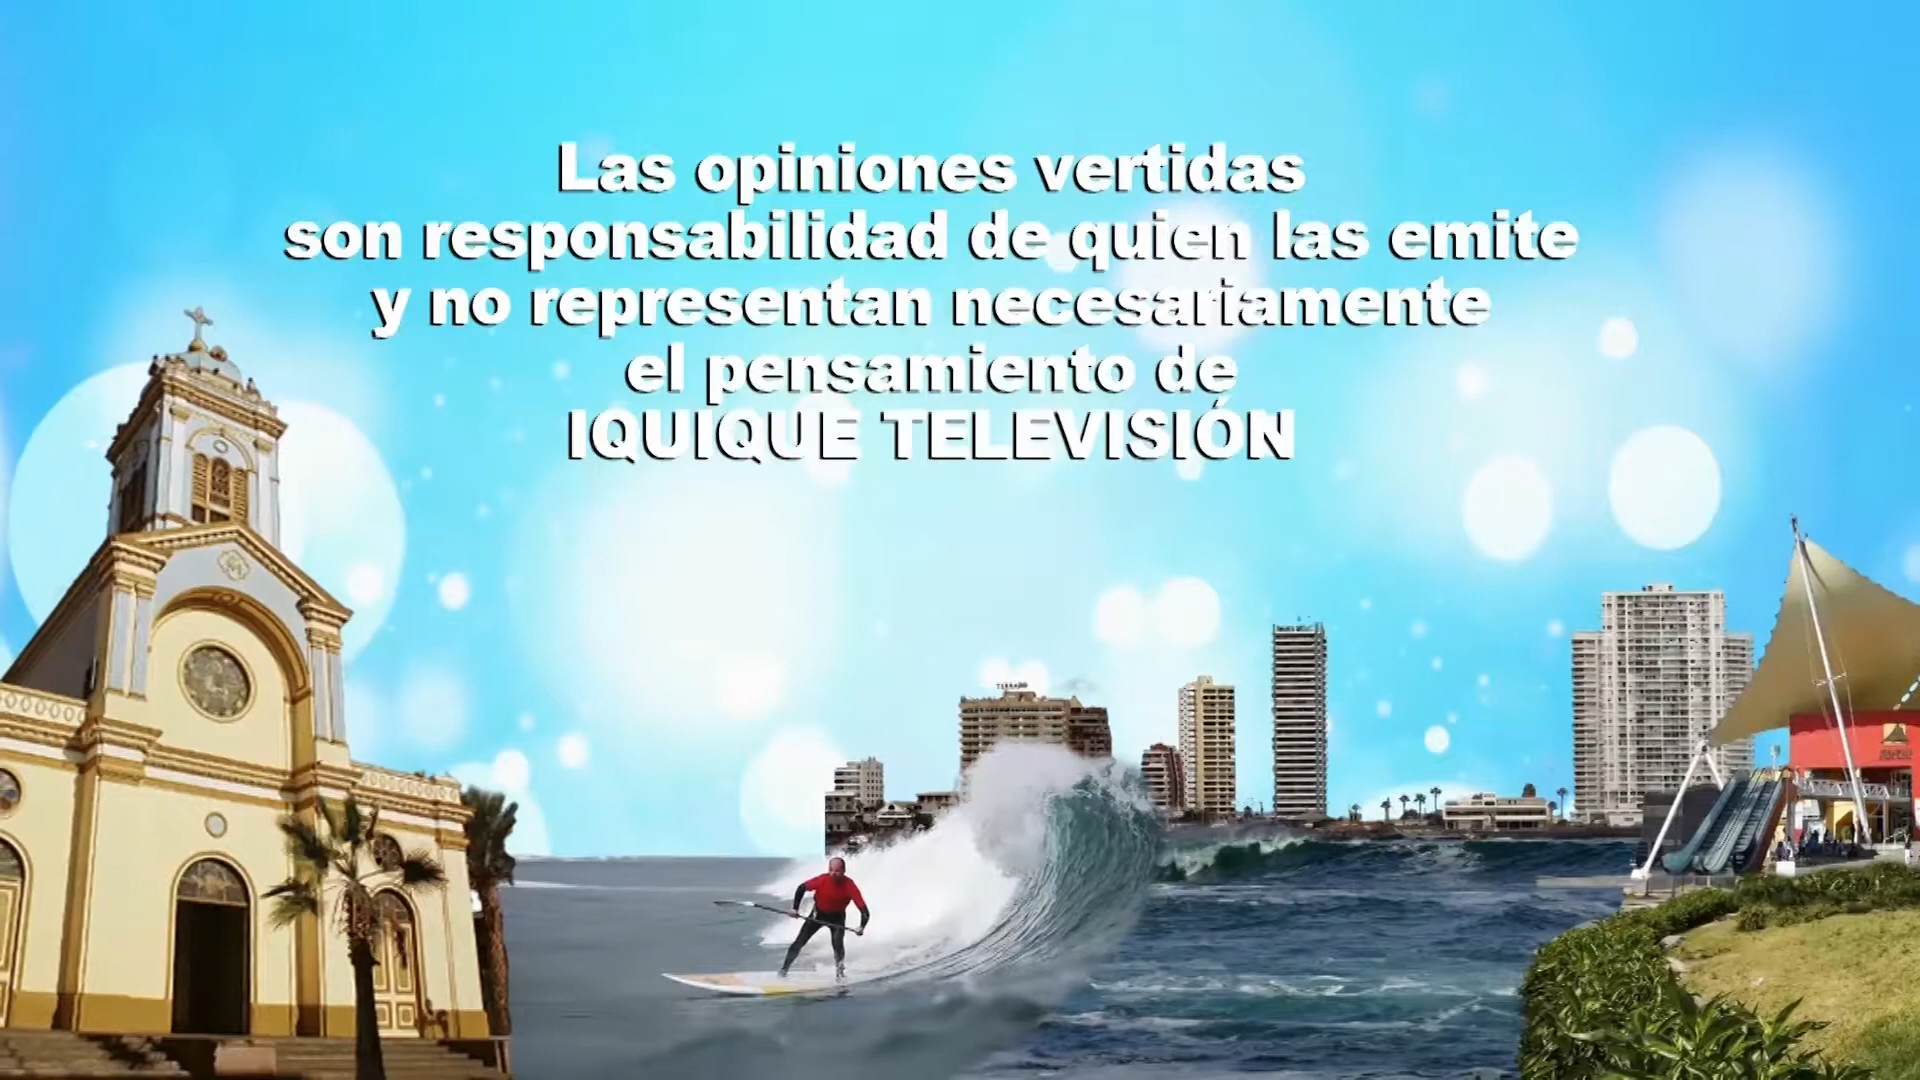 Las opiniones vertidas
son responsabilidad de quien las emite
y no representan necesariamente
el pensamiento de
IQUIQUE TELEVISIÓN